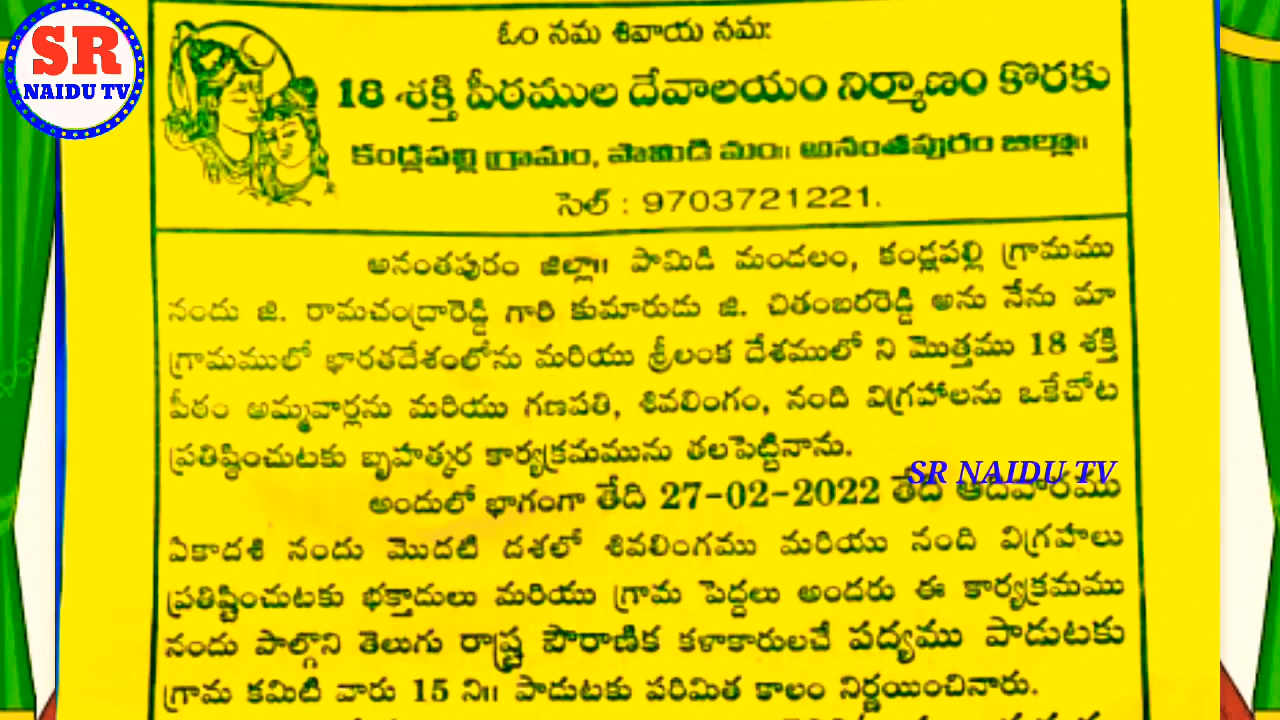 SR
NAIDU TV
ఓం నమ శివాయ నమః
18 శక్తి పీఠముల దేవాలయం నిర్మాణం కొరకు
కండ్లపల్లి గ్రామం, పామిడి మం॥ అనంతపురం జిల్లా॥
సెల్ : 9703721221.
అనంతపురం జిల్లా॥ పామిడి మండలం, కండ్లపల్లి గ్రామము
నందు జి. రామచంద్రారెడ్డి గారి కుమారుడు జి. చితంబరరెడ్డి అను నేను మా
గ్రామములో భారతదేశంలోను మరియు శ్రీలంక దేశములో ని మొత్తము 18 శక్తి
పీఠం అమ్మవార్లను మరియు గణపతి, శివలింగం, నంది విగ్రహాలను ఒకేచోట
ప్రతిష్ఠించుటకు బృహత్కర కార్యక్రమమును తలపెట్టినాను.
SR NAIDU TV
అందులో భాగంగా తేది 27-02-2022 తేది ఆదివారము
ఏకాదశి నందు మొదటి దశలో శివలింగము మరియు నంది విగ్రహాలు
ప్రతిష్టించుటకు భక్తాదులు మరియు గ్రామ పెద్దలు అందరు ఈ కార్యక్రమము
నందు పాల్గొని తెలుగు రాష్ట్ర పౌరాణిక కళాకారులచే పద్యము పాడుటకు
గ్రామ కమిటి వారు 15 ని॥ పాడుటకు పరిమిత కాలం నిర్ణయించినారు.